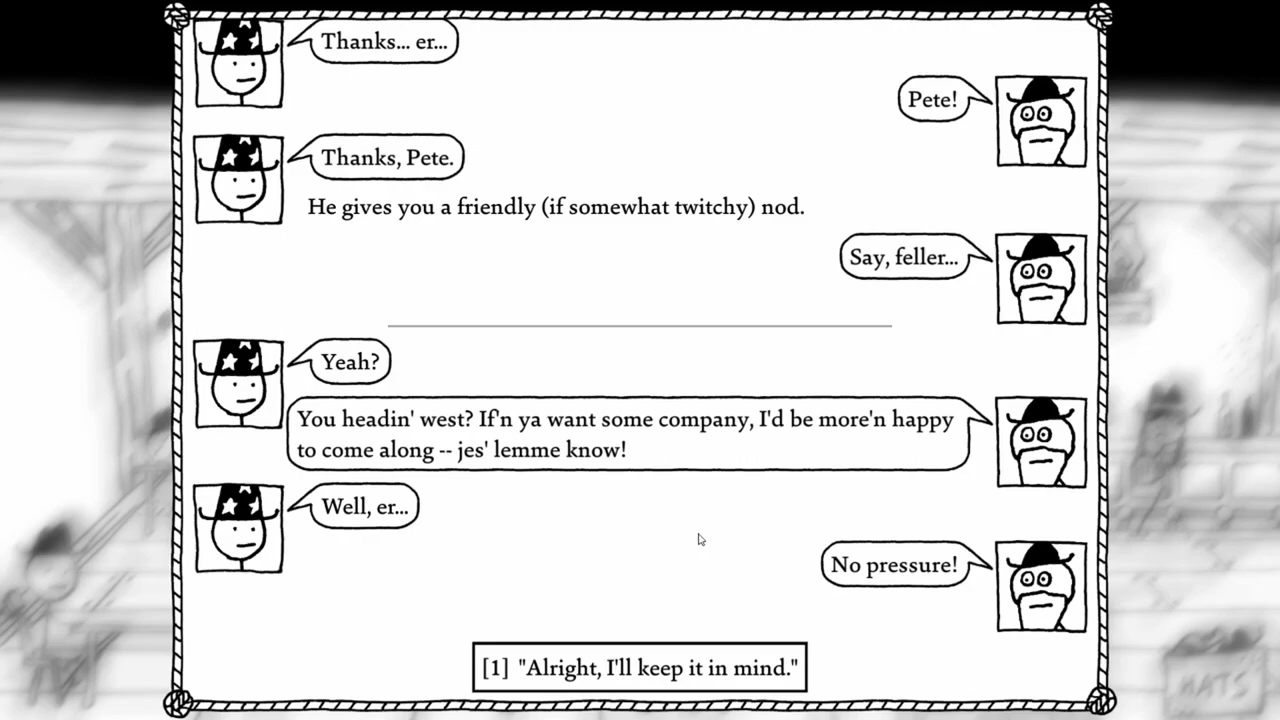 Thanks... er...
Pete!
Thanks, Pete.
He gives you a friendly (if somewhat twitchy) nod.
Say, feller...
Yeah?
You headin' west? If'n ya want some company, I'd be more'n happy
to come along -- jes' lemme know!
Well, er...
No pressure!
[1] "Alright, I'll keep it in mind."
HATS